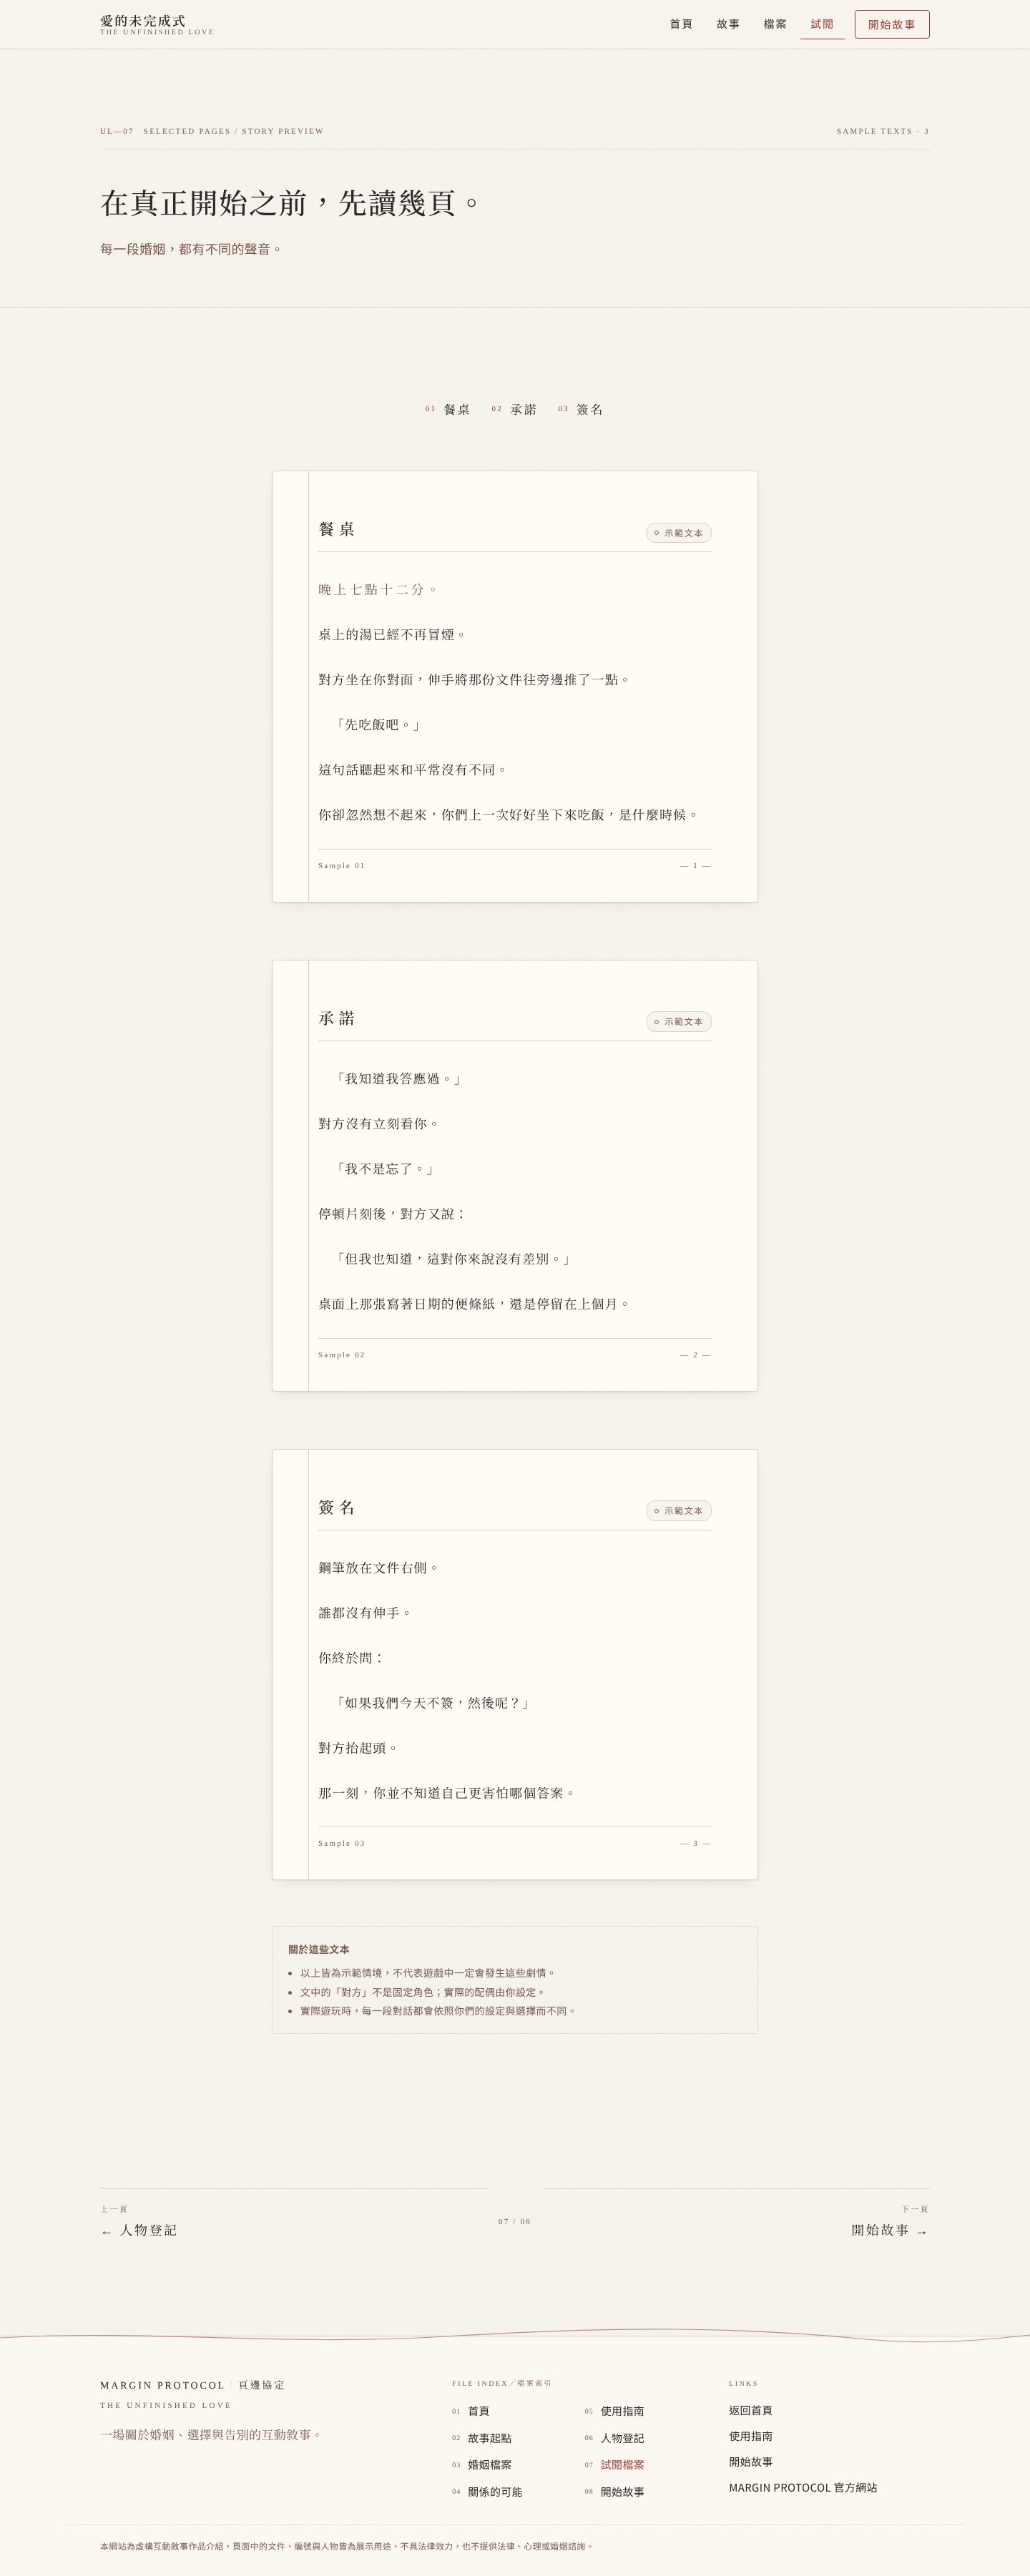 愛的未完成式
THE UNFINISHED LOVE
首頁 故事 檔案 試閱 開始故事
UL—07 SELECTED PAGES / STORY PREVIEW
SAMPLE TEXTS · 3
在真正開始之前，先讀幾頁。
每一段婚姻，都有不同的聲音。
01 餐桌 02 承諾 03 簽名
餐桌
示範文本
晚上七點十二分。
桌上的湯已經不再冒煙。
對方坐在你對面，伸手將那份文件往旁邊推了一點。
「先吃飯吧。」
這句話聽起來和平常沒有不同。
你卻忽然想不起來，你們上一次好好坐下來吃飯，是什麼時候。
Sample 01
— 1 —
承諾
示範文本
「我知道我答應過。」
對方沒有立刻看你。
「我不是忘了。」
停頓片刻後，對方又說：
「但我也知道，這對你來說沒有差別。」
桌面上那張寫著日期的便條紙，還是停留在上個月。
Sample 02
— 2 —
簽名
示範文本
鋼筆放在文件右側。
誰都沒有伸手。
你終於問：
「如果我們今天不簽，然後呢？」
對方抬起頭。
那一刻，你並不知道自己更害怕哪個答案。
Sample 03
— 3 —
關於這些文本
以上皆為示範情境，不代表遊戲中一定會發生這些劇情。
文中的「對方」不是固定角色；實際的配偶由你設定。
實際遊玩時，每一段對話都會依照你們的設定與選擇而不同。
上一頁
← 人物登記
07 / 08
下一頁
開始故事 →
MARGIN PROTOCOL | 頁邊協定
THE UNFINISHED LOVE
一場關於婚姻、選擇與告別的互動敘事。
FILE INDEX／檔案索引
01 首頁
02 故事起點
03 婚姻檔案
04 關係的可能
05 使用指南
06 人物登記
07 試閱檔案
08 開始故事
LINKS
返回首頁
使用指南
開始故事
MARGIN PROTOCOL 官方網站
本網站為虛構互動敘事作品介紹，頁面中的文件、編號與人物皆為展示用途，不具法律效力，也不提供法律、心理或婚姻諮詢。